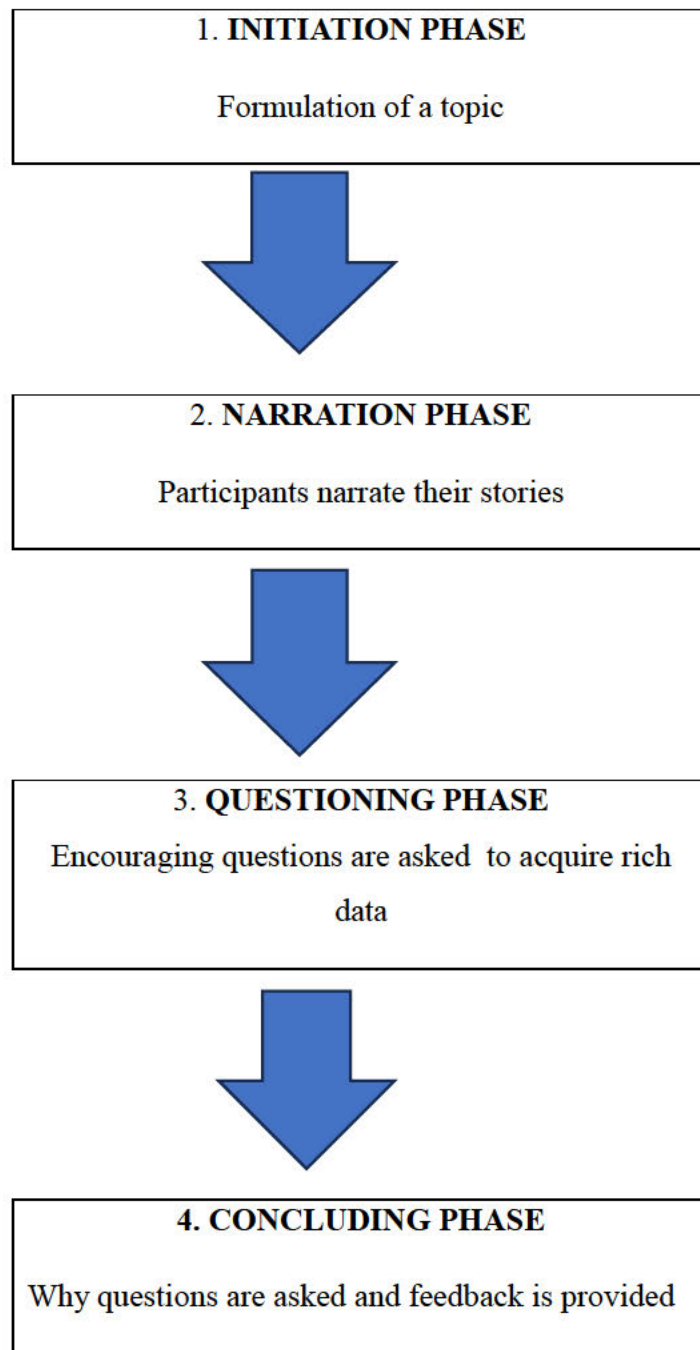 1. INITIATION PHASE
Formulation of a topic
2. NARRATION PHASE
Participants narrate their stories
3. QUESTIONING PHASE
Encouraging questions are asked  to acquire rich
data
4. CONCLUDING PHASE
Why questions are asked and feedback is provided